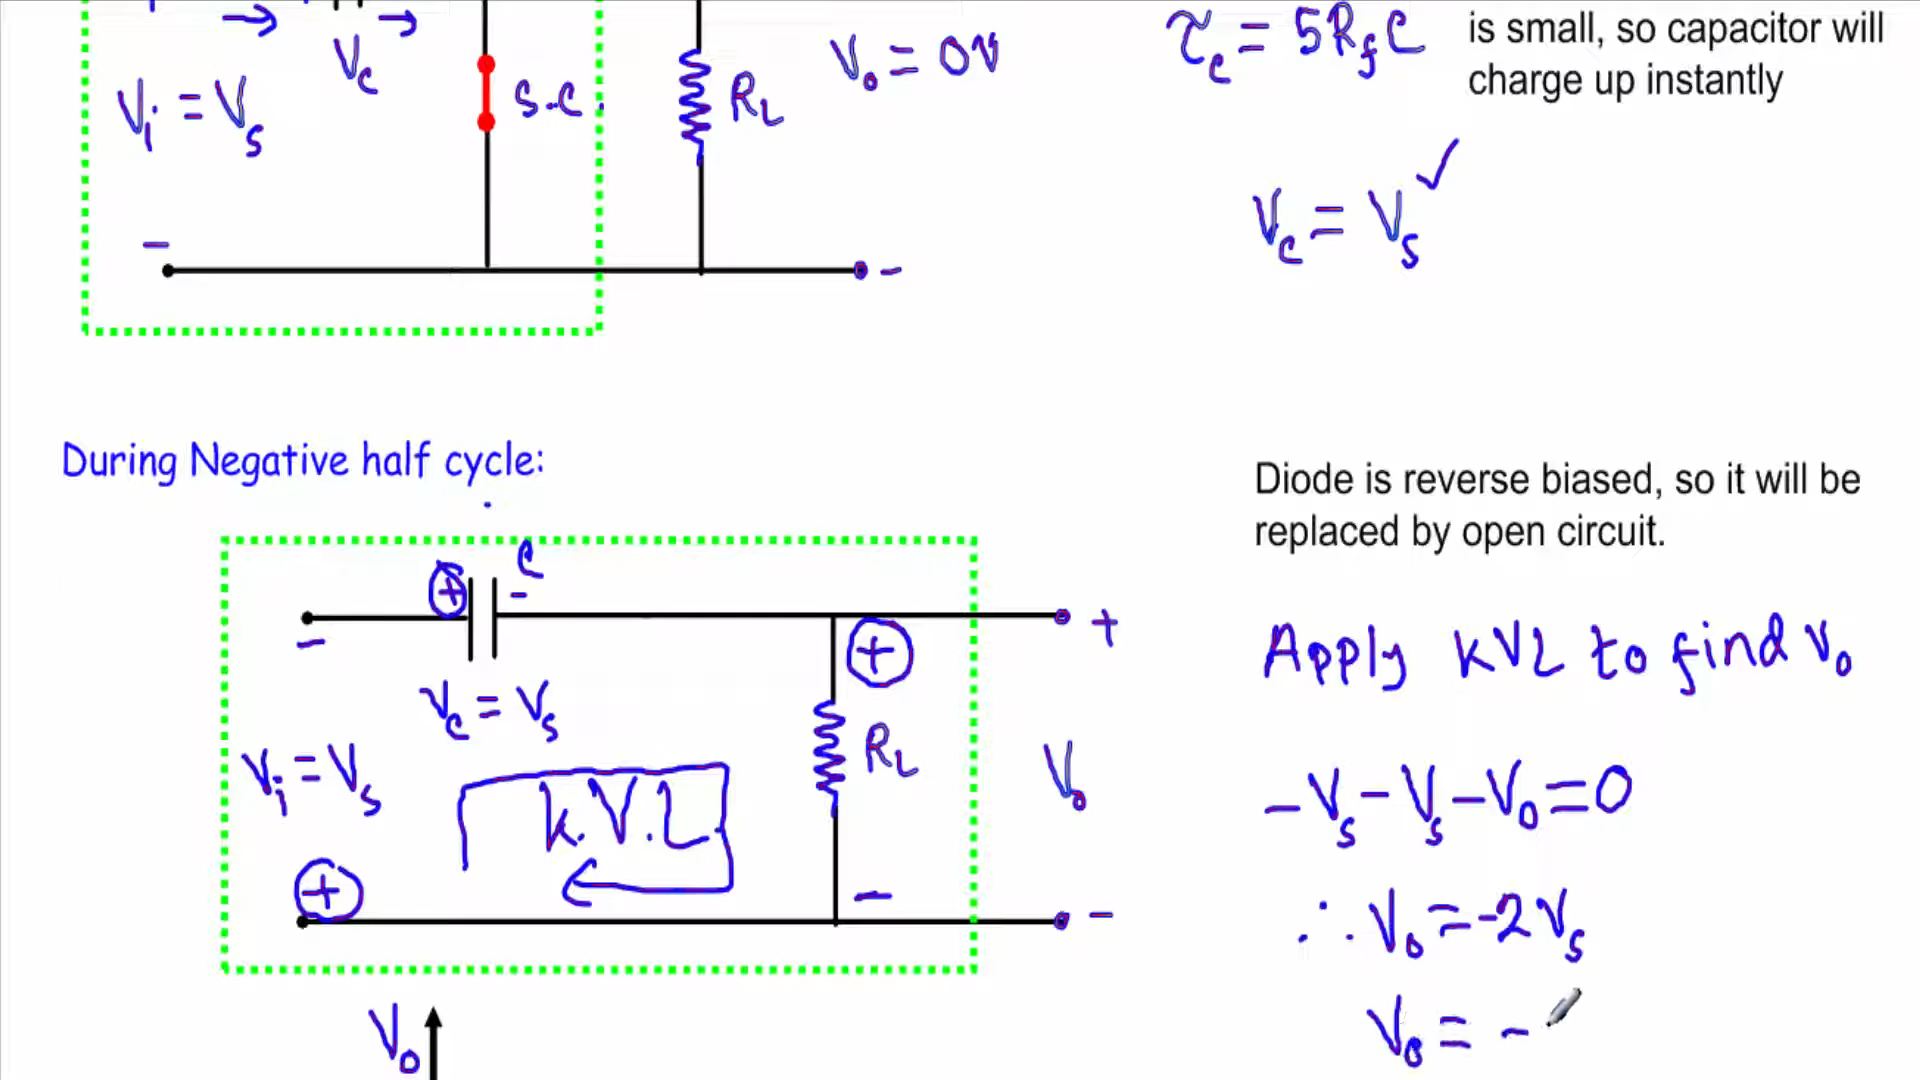 Vc
Vi = Vs
S.C.
RL
Vo = 0V
τc = 5RfC
is small, so capacitor will
charge up instantly
Vc = Vs ✓
-
-
During Negative half cycle:
Diode is reverse biased, so it will be
replaced by open circuit.
+ C -
- + +
Vc = Vs
Vi = Vs
K.V.L.
RL
Vo
+ - -
Apply KVL to find Vo
-Vs - Vs - Vo = 0
∴ Vo = -2Vs
Vo = -
Vo